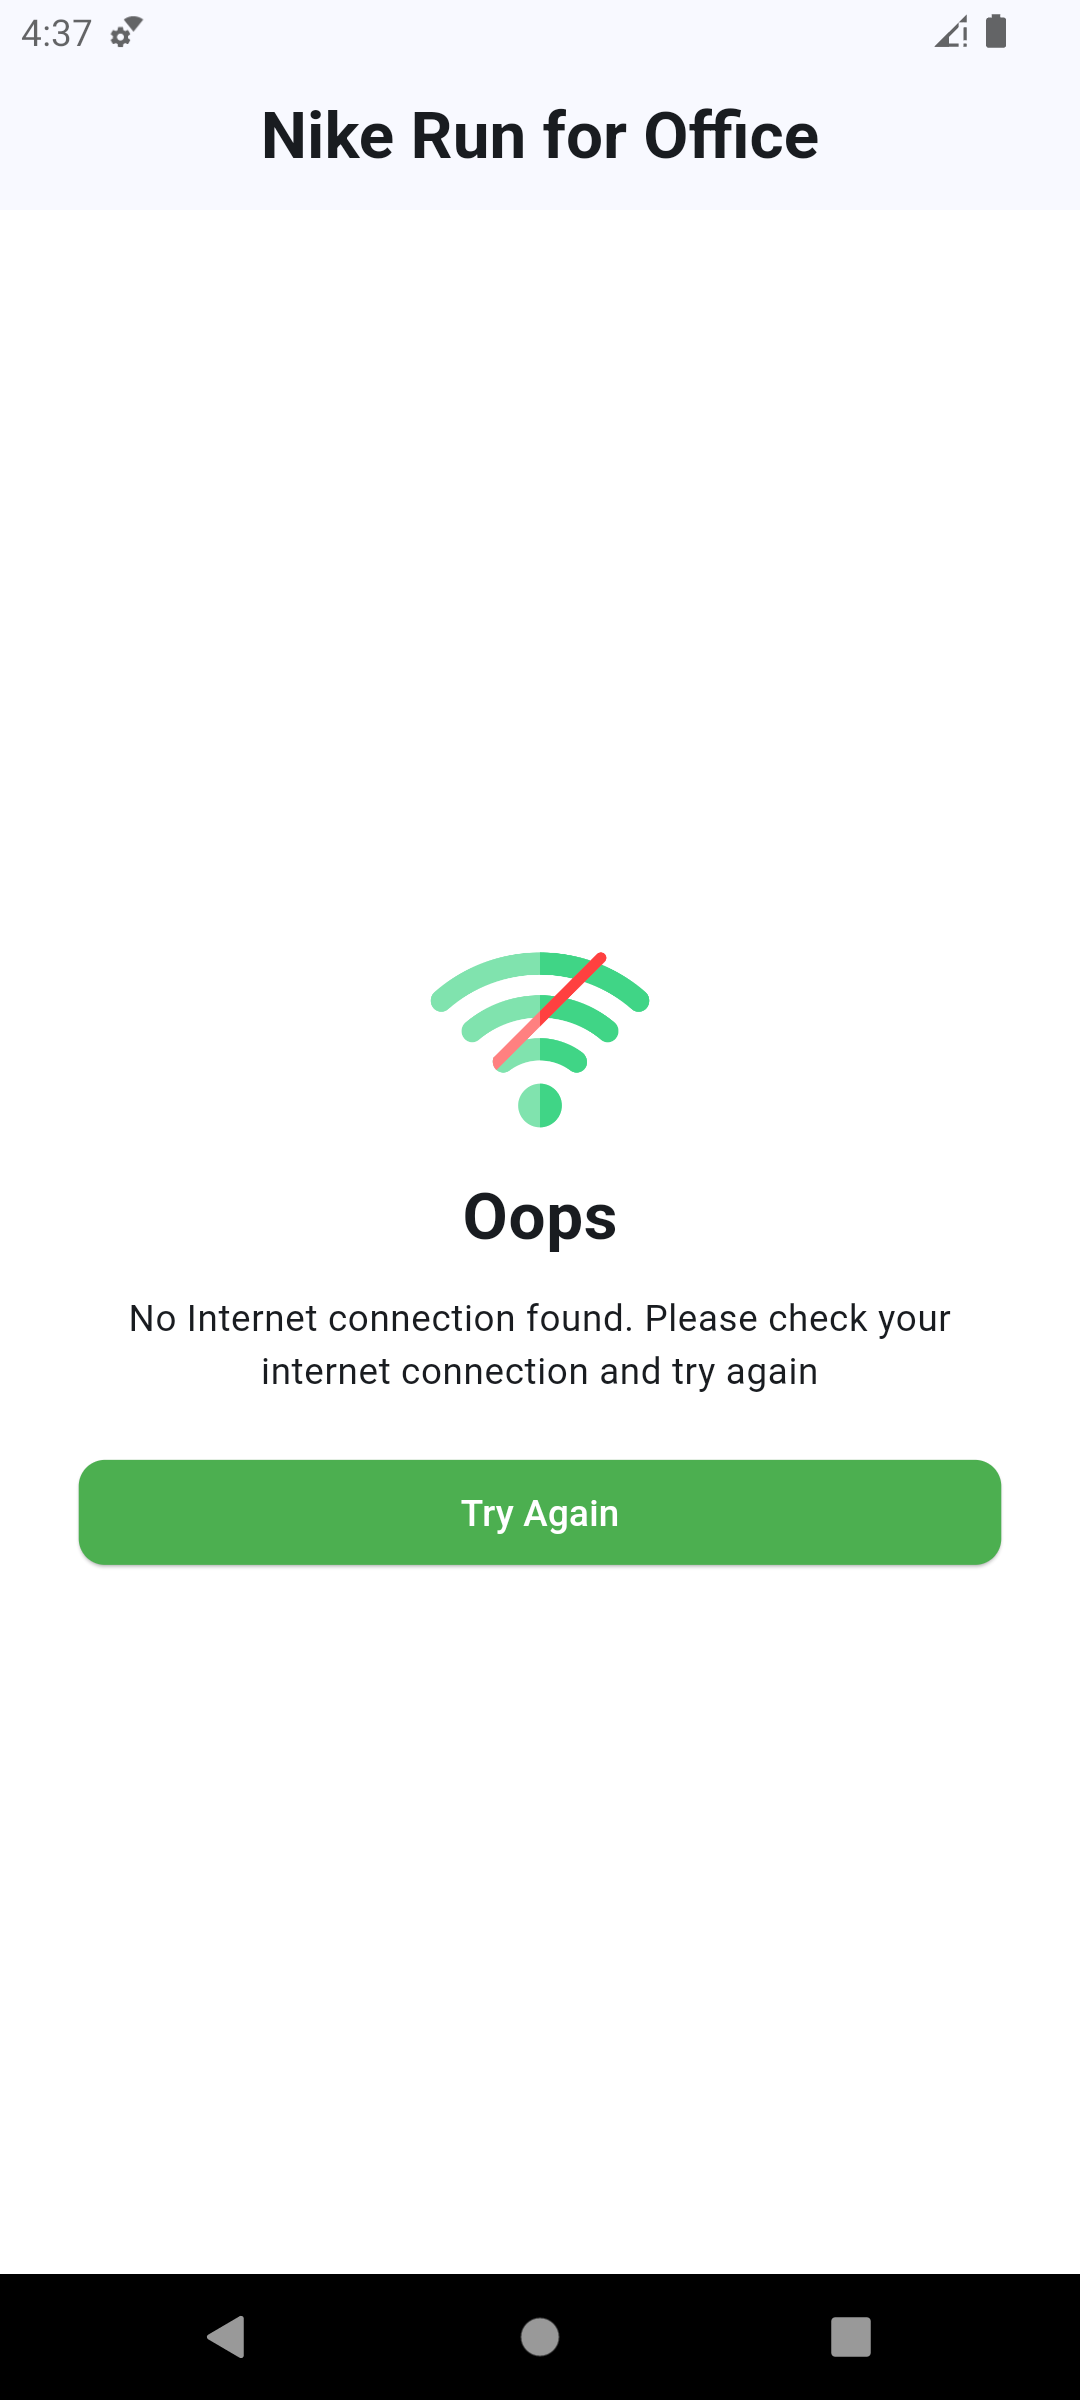 4:37
Nike Run for Office
Oops
No Internet connection found. Please check your
internet connection and try again
Try Again